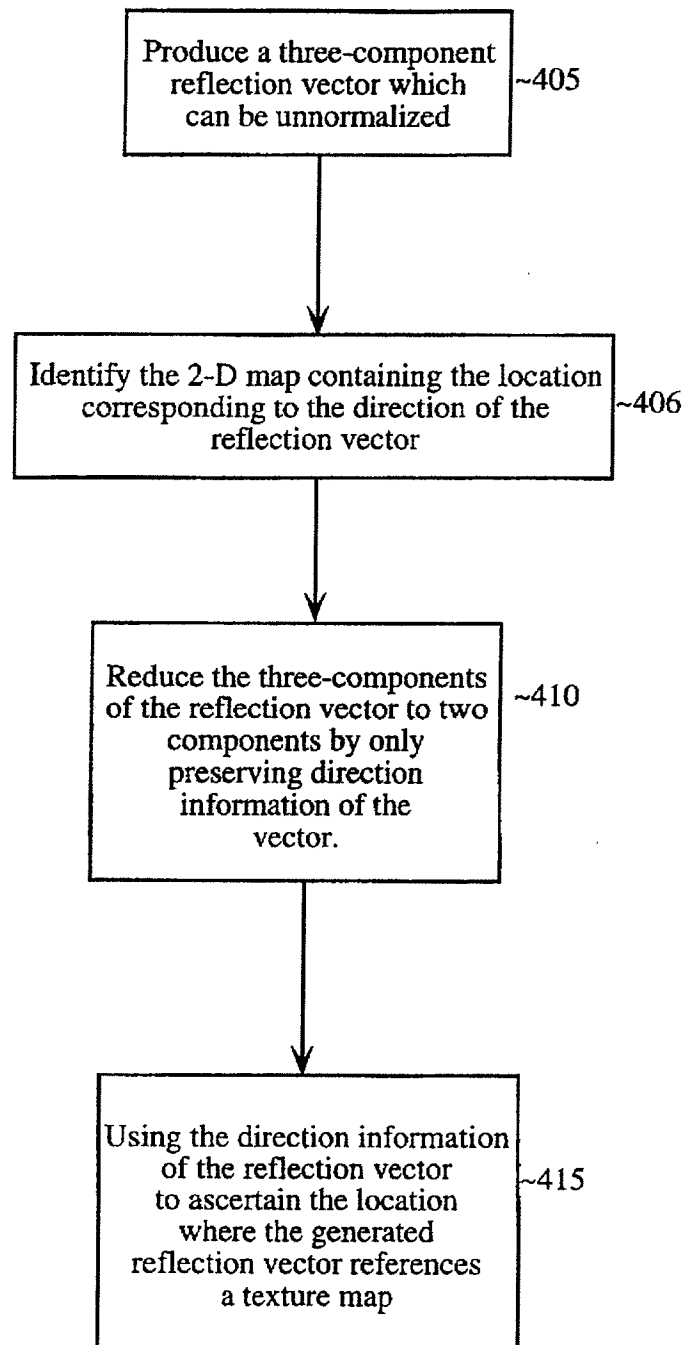 Produce a three-component
reflection vector which
can be unnormalized
~405
Identify the 2-D map containing the location
corresponding to the direction of the
reflection vector
~406
Reduce the three-components
of the reflection vector to two
components by only
preserving direction
information of the
vector.
~410
Using the direction information
of the reflection vector
to ascertain the location
where the generated
reflection vector references
a texture map
~415